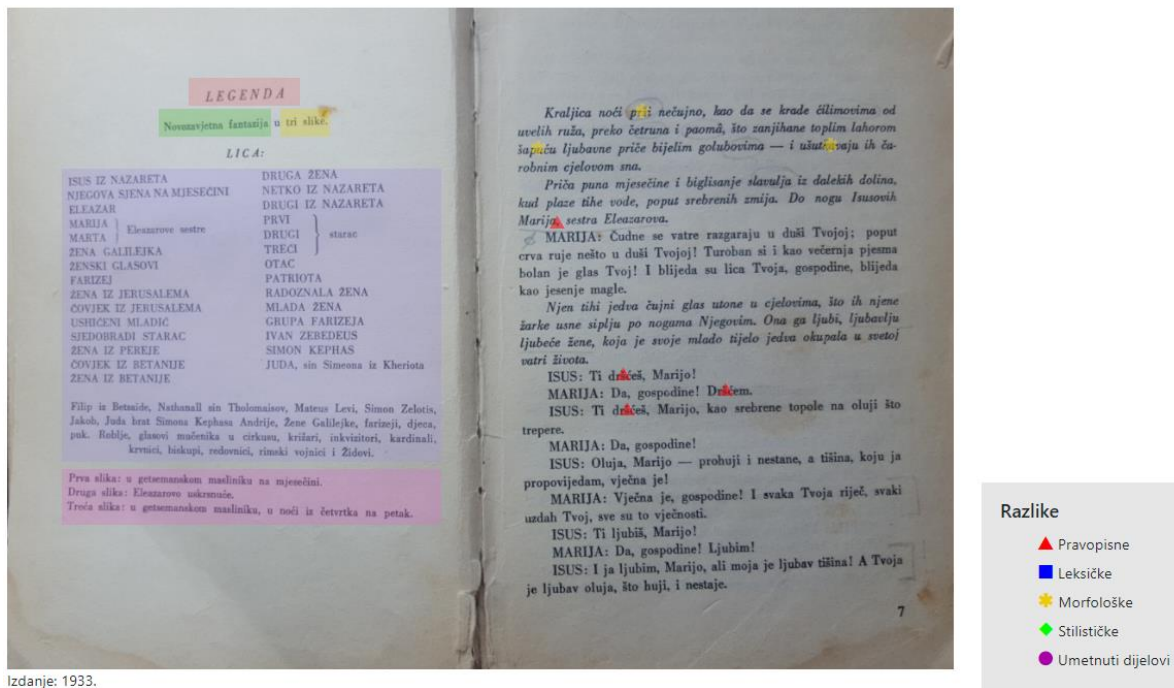 LEGENDA
Novozavjetna fantazija u tri slike.
LICA:
ISUS IZ NAZARETA
NJEGOVA SJENA NA MJESEČINI
ELEAZAR
MARIJA
MARTA
Eleazarove sestre
ŽENA GALILEJKA
ŽENSKI GLASOVI
FARIZEJ
ŽENA IZ JERUSALEMA
ČOVJEK IZ JERUSALEMA
USHIĆENI MLADIĆ
SJEDOBRADI STARAC
ŽENA IZ PEREJE
ČOVJEK IZ BETANIJE
ŽENA IZ BETANIJE
DRUGA ŽENA
NETKO IZ NAZARETA
DRUGI IZ NAZARETA
PRVI
DRUGI
TREĆI
starac
OTAC
PATRIOTA
RADOZNALA ŽENA
MLADA ŽENA
GRUPA FARIZEJA
IVAN ZEBEDEUS
SIMON KEPHAS
JUDA, sin Simeona iz Kheriota
Filip iz Betsaide, Nathanall sin Tholomaisov, Mateus Levi, Simon Zelotis,
Jakob, Juda brat Simona Kephasa Andrije, Žene Galilejke, farizeji, djeca,
puk. Roblje, glasovi mačenika u cirkusu, križari, inkvizitori, kardinali,
krvnici, biskupi, redovnici, rimski vojnici i Židovi.
Prva slika: u getsemanskom masliniku na mjesečini.
Druga slika: Eleazarovo uskrsnuće.
Treća slika: u getsemanskom masliniku, u noći iz četvrtka na petak.
Kraljica noći nečujno, kao da se krade ćilimovima od
uvelih ruža, preko četruna i paomâ, što zanjihane toplim lahorom
šapuću ljubavne priče bijelim golubovima — i ušutkavaju ih ča-
robnim cjelovom sna.
Priča puna mjesečine i biglisanje slavulja iz dalekih dolina,
kud plaze tihe vode, poput srebrenih zmija. Do nogu Isusovih
Marija, sestra Eleazarova.
MARIJA: Čudne se vatre razgaraju u duši Tvojoj; poput
crva ruje nešto u duši Tvojoj! Turoban si i kao večernja pjesma
bolan je glas Tvoj! I blijeda su lica Tvoja, gospodine, blijeda
kao jesenje magle.
Njen tihi jedva čujni glas utone u cjelovima, što ih njene
žarke usne siplju po nogama Njegovim. Ona ga ljubi, ljubavlju
ljubeće žene, koja je svoje mlado tijelo jedva okupala u svetoj
vatri života.
ISUS: Ti dršćeš, Marijo!
MARIJA: Da, gospodine! Dršćem.
ISUS: Ti dršćeš, Marijo, kao srebrene topole na oluji što
trepere.
MARIJA: Da, gospodine!
ISUS: Oluja, Marijo — prohuji i nestane, a tišina, koju ja
propovijedam, vječna je!
MARIJA: Vječna je, gospodine! I svaka Tvoja riječ, svaki
uzdah Tvoj, sve su to vječnosti.
ISUS: Ti ljubiš, Marijo!
MARIJA: Da, gospodine! Ljubim!
ISUS: I ja ljubim, Marijo, ali moja je ljubav tišina! A Tvoja
je ljubav oluja, što huji, i nestaje.
7
Izdanje: 1933.
Razlike
Pravopisne
Leksičke
Morfološke
Stilističke
Umetnuti dijelovi